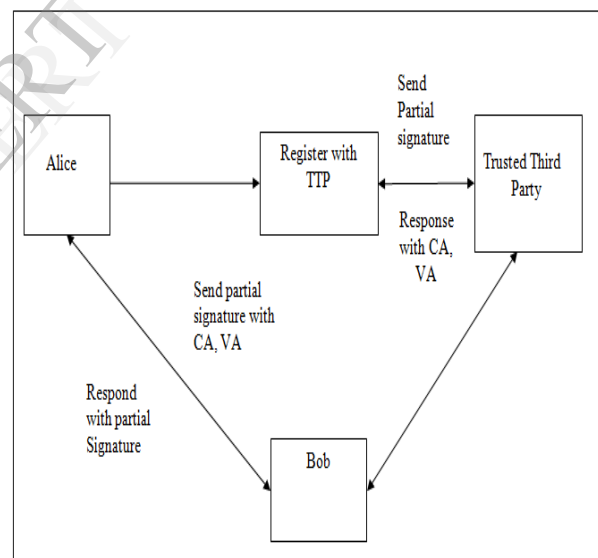 Send
Partial
signature
Alice
Register with
TTP
Trusted Third
Party
Response
with CA,
VA
Send partial
signature with
CA, VA
Respond
with partial
Signature
Bob